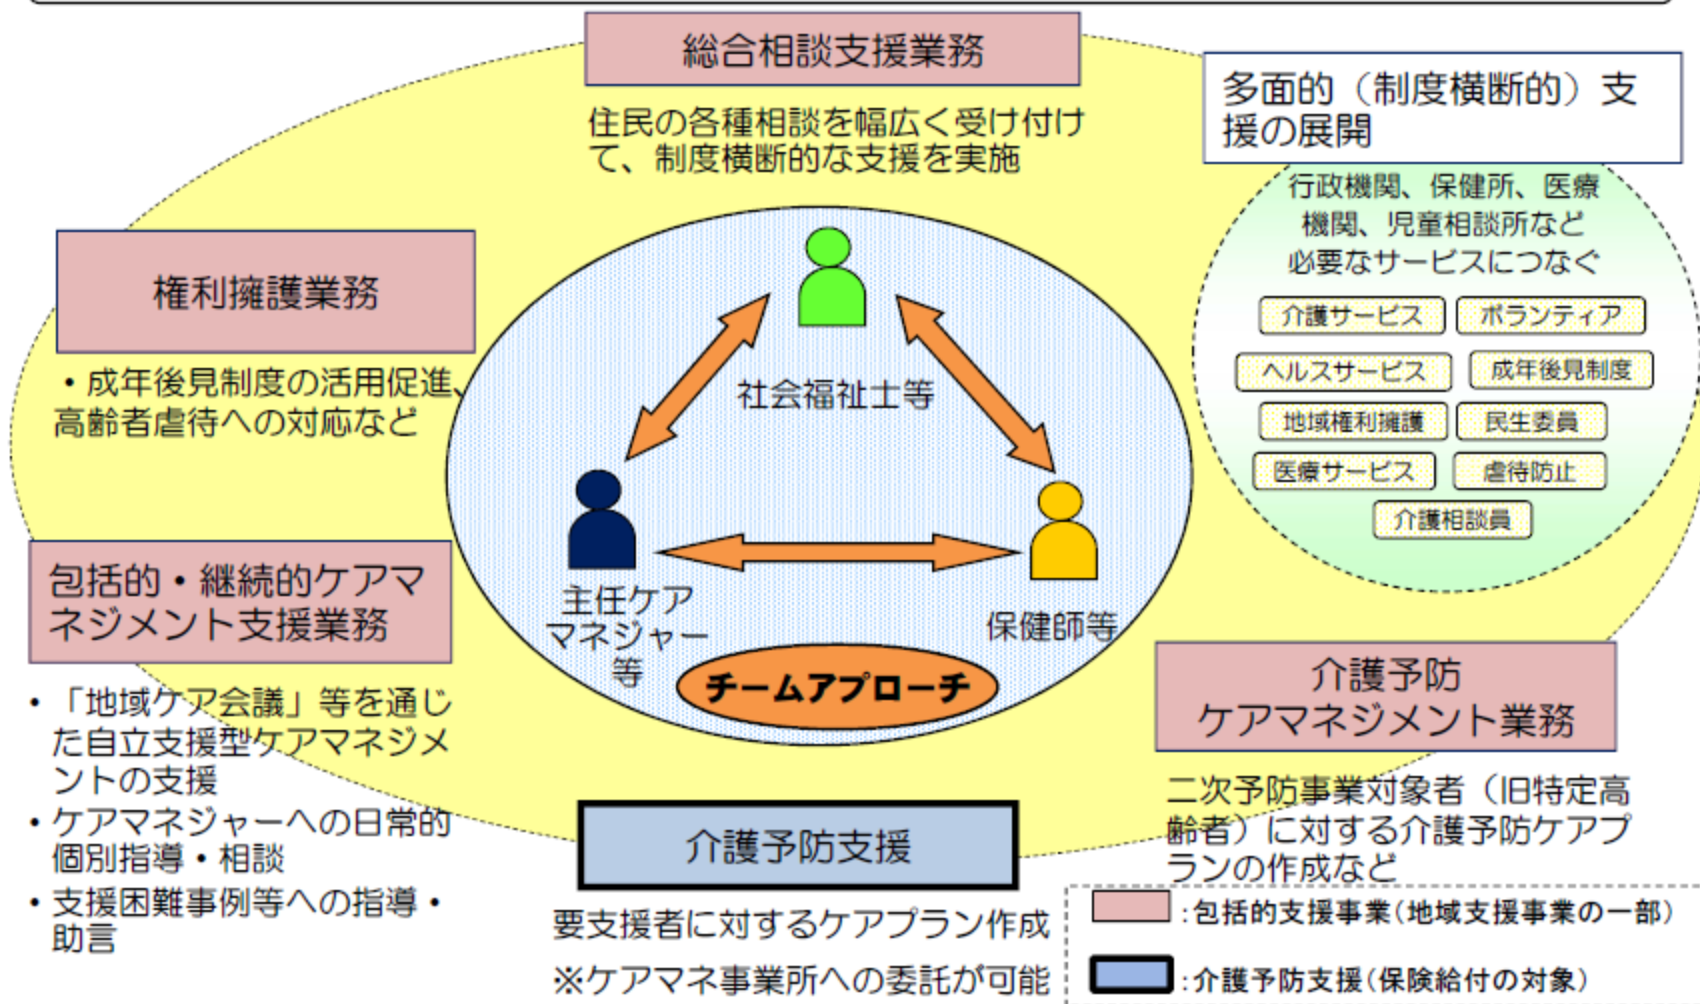 総合相談支援業務
住民の各種相談を幅広く受け付け
て、制度横断的な支援を実施
多面的（制度横断的）支
援の展開
行政機関、保健所、医療
機関、児童相談所など
必要なサービスにつなぐ
介護サービス
ボランティア
ヘルスサービス
成年後見制度
地域権利擁護
民生委員
医療サービス
虐待防止
介護相談員
権利擁護業務
・成年後見制度の活用促進、
高齢者虐待への対応など
社会福祉士等
主任ケア
マネジャー
等
保健師等
チームアプローチ
包括的・継続的ケアマ
ネジメント支援業務
・「地域ケア会議」等を通じ
た自立支援型ケアマネジメ
ントの支援
・ケアマネジャーへの日常的
個別指導・相談
・支援困難事例等への指導・
助言
介護予防
ケアマネジメント業務
二次予防事業対象者（旧特定高
齢者）に対する介護予防ケアプ
ランの作成など
介護予防支援
要支援者に対するケアプラン作成
※ケアマネ事業所への委託が可能
:包括的支援事業(地域支援事業の一部)
:介護予防支援(保険給付の対象)